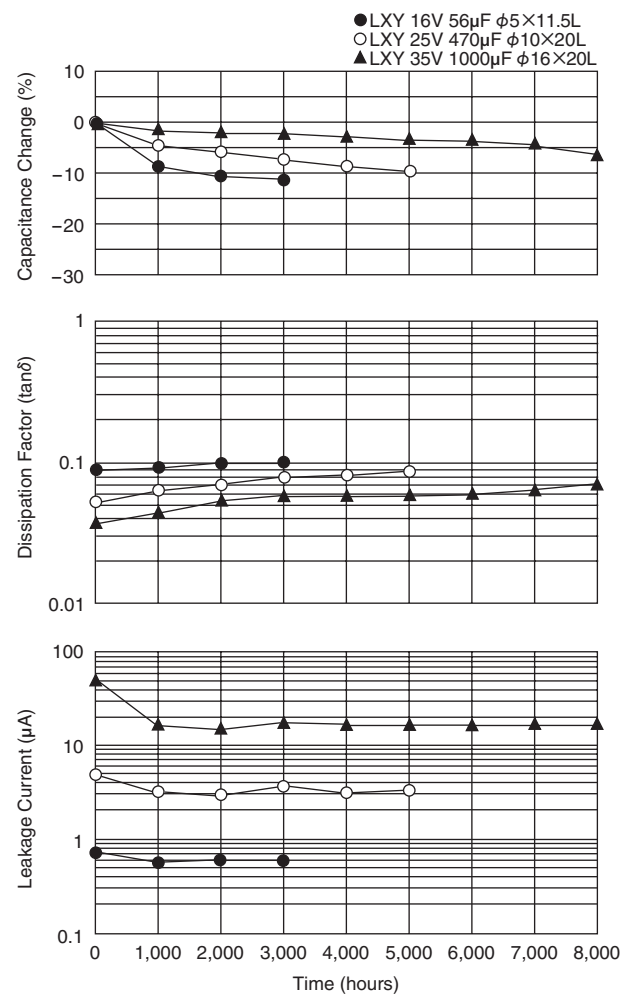 ●LXY 16V 56μF φ5×11.5L
○LXY 25V 470μF φ10×20L
▲LXY 35V 1000μF φ16×20L
Capacitance Change (%)
10
0
−10
−20
−30
Dissipation Factor (tanδ)
1
0.1
0.01
Leakage Current (μA)
100
10
1
0.1
0 1,000 2,000 3,000 4,000 5,000 6,000 7,000 8,000
Time (hours)